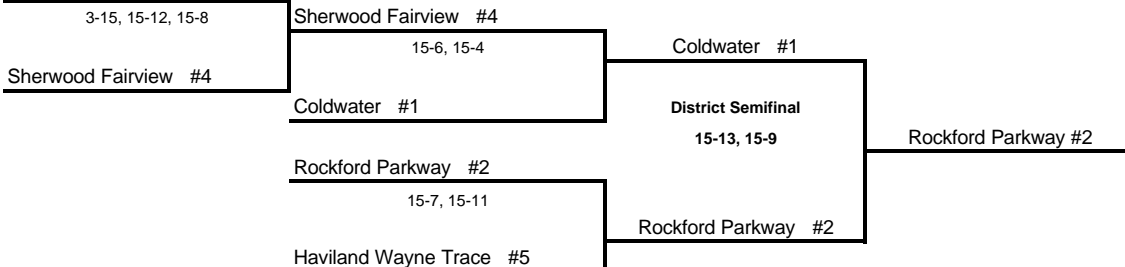 3-15, 15-12, 15-8
Sherwood Fairview #4
15-6, 15-4
Coldwater #1
Sherwood Fairview #4
Coldwater #1
District Semifinal
15-13, 15-9
Rockford Parkway #2
Rockford Parkway #2
15-7, 15-11
Rockford Parkway #2
Haviland Wayne Trace #5